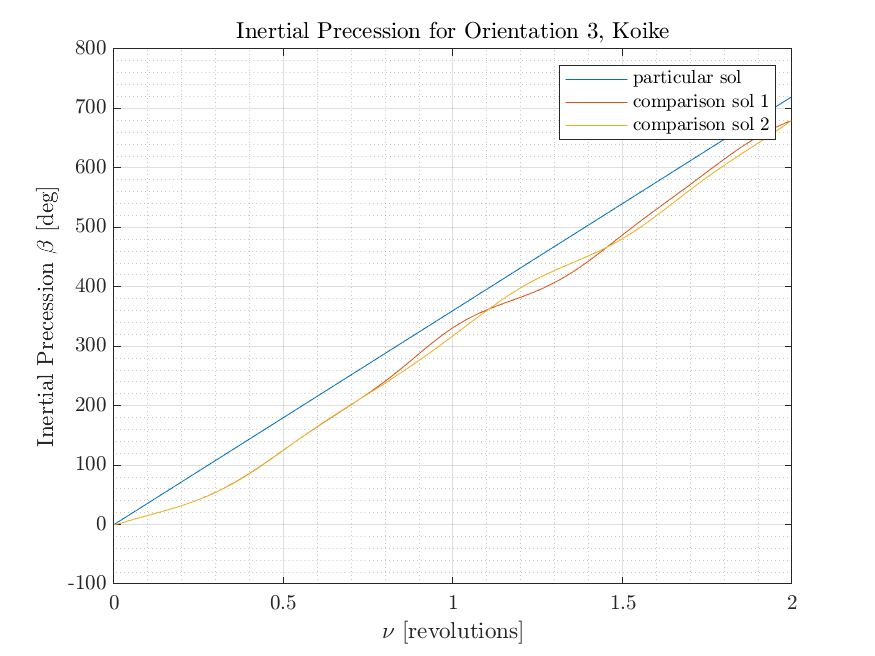 Inertial Precession for Orientation 3, Koike
800
700
600
500
400
300
200
100
0
-100
Inertial Precession β [deg]
particular sol
comparison sol 1
comparison sol 2
0
0.5
1
1.5
2
ν [revolutions]